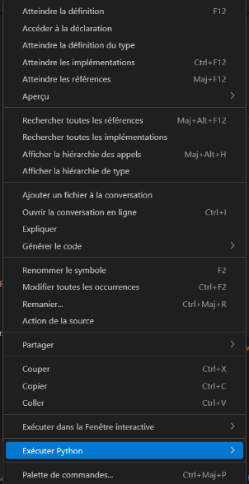 Atteindre la définition F12
Accéder à la déclaration
Atteindre la définition du type
Atteindre les implémentations Ctrl+F12
Atteindre les références Maj+F12
Aperçu
Rechercher toutes les références Maj+Alt+F12
Rechercher toutes les implémentations
Afficher la hiérarchie des appels Maj+Alt+H
Afficher la hiérarchie de type
Ajouter un fichier à la conversation
Ouvrir la conversation en ligne Ctrl+I
Expliquer
Générer le code
Renommer le symbole F2
Modifier toutes les occurrences Ctrl+F2
Remanier... Ctrl+Maj+R
Action de la source
Partager
Couper Ctrl+X
Copier Ctrl+C
Coller Ctrl+V
Exécuter dans la Fenêtre interactive
Exécuter Python
Palette de commandes... Ctrl+Maj+P